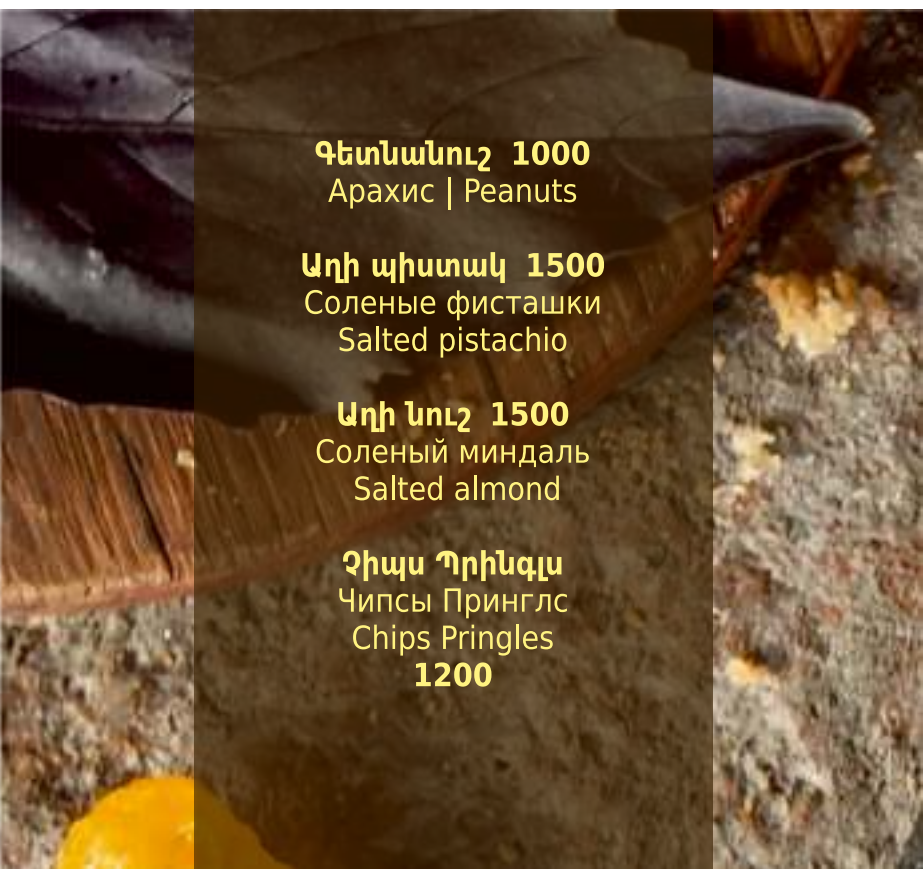 Գետնանուշ 1000
Арахис | Peanuts
Աղի պիստակ 1500
Соленые фисташки
Salted pistachio
Աղի նուշ 1500
Соленый миндаль
Salted almond
Չիպս Պրինգլս
Чипсы Принглс
Chips Pringles
1200